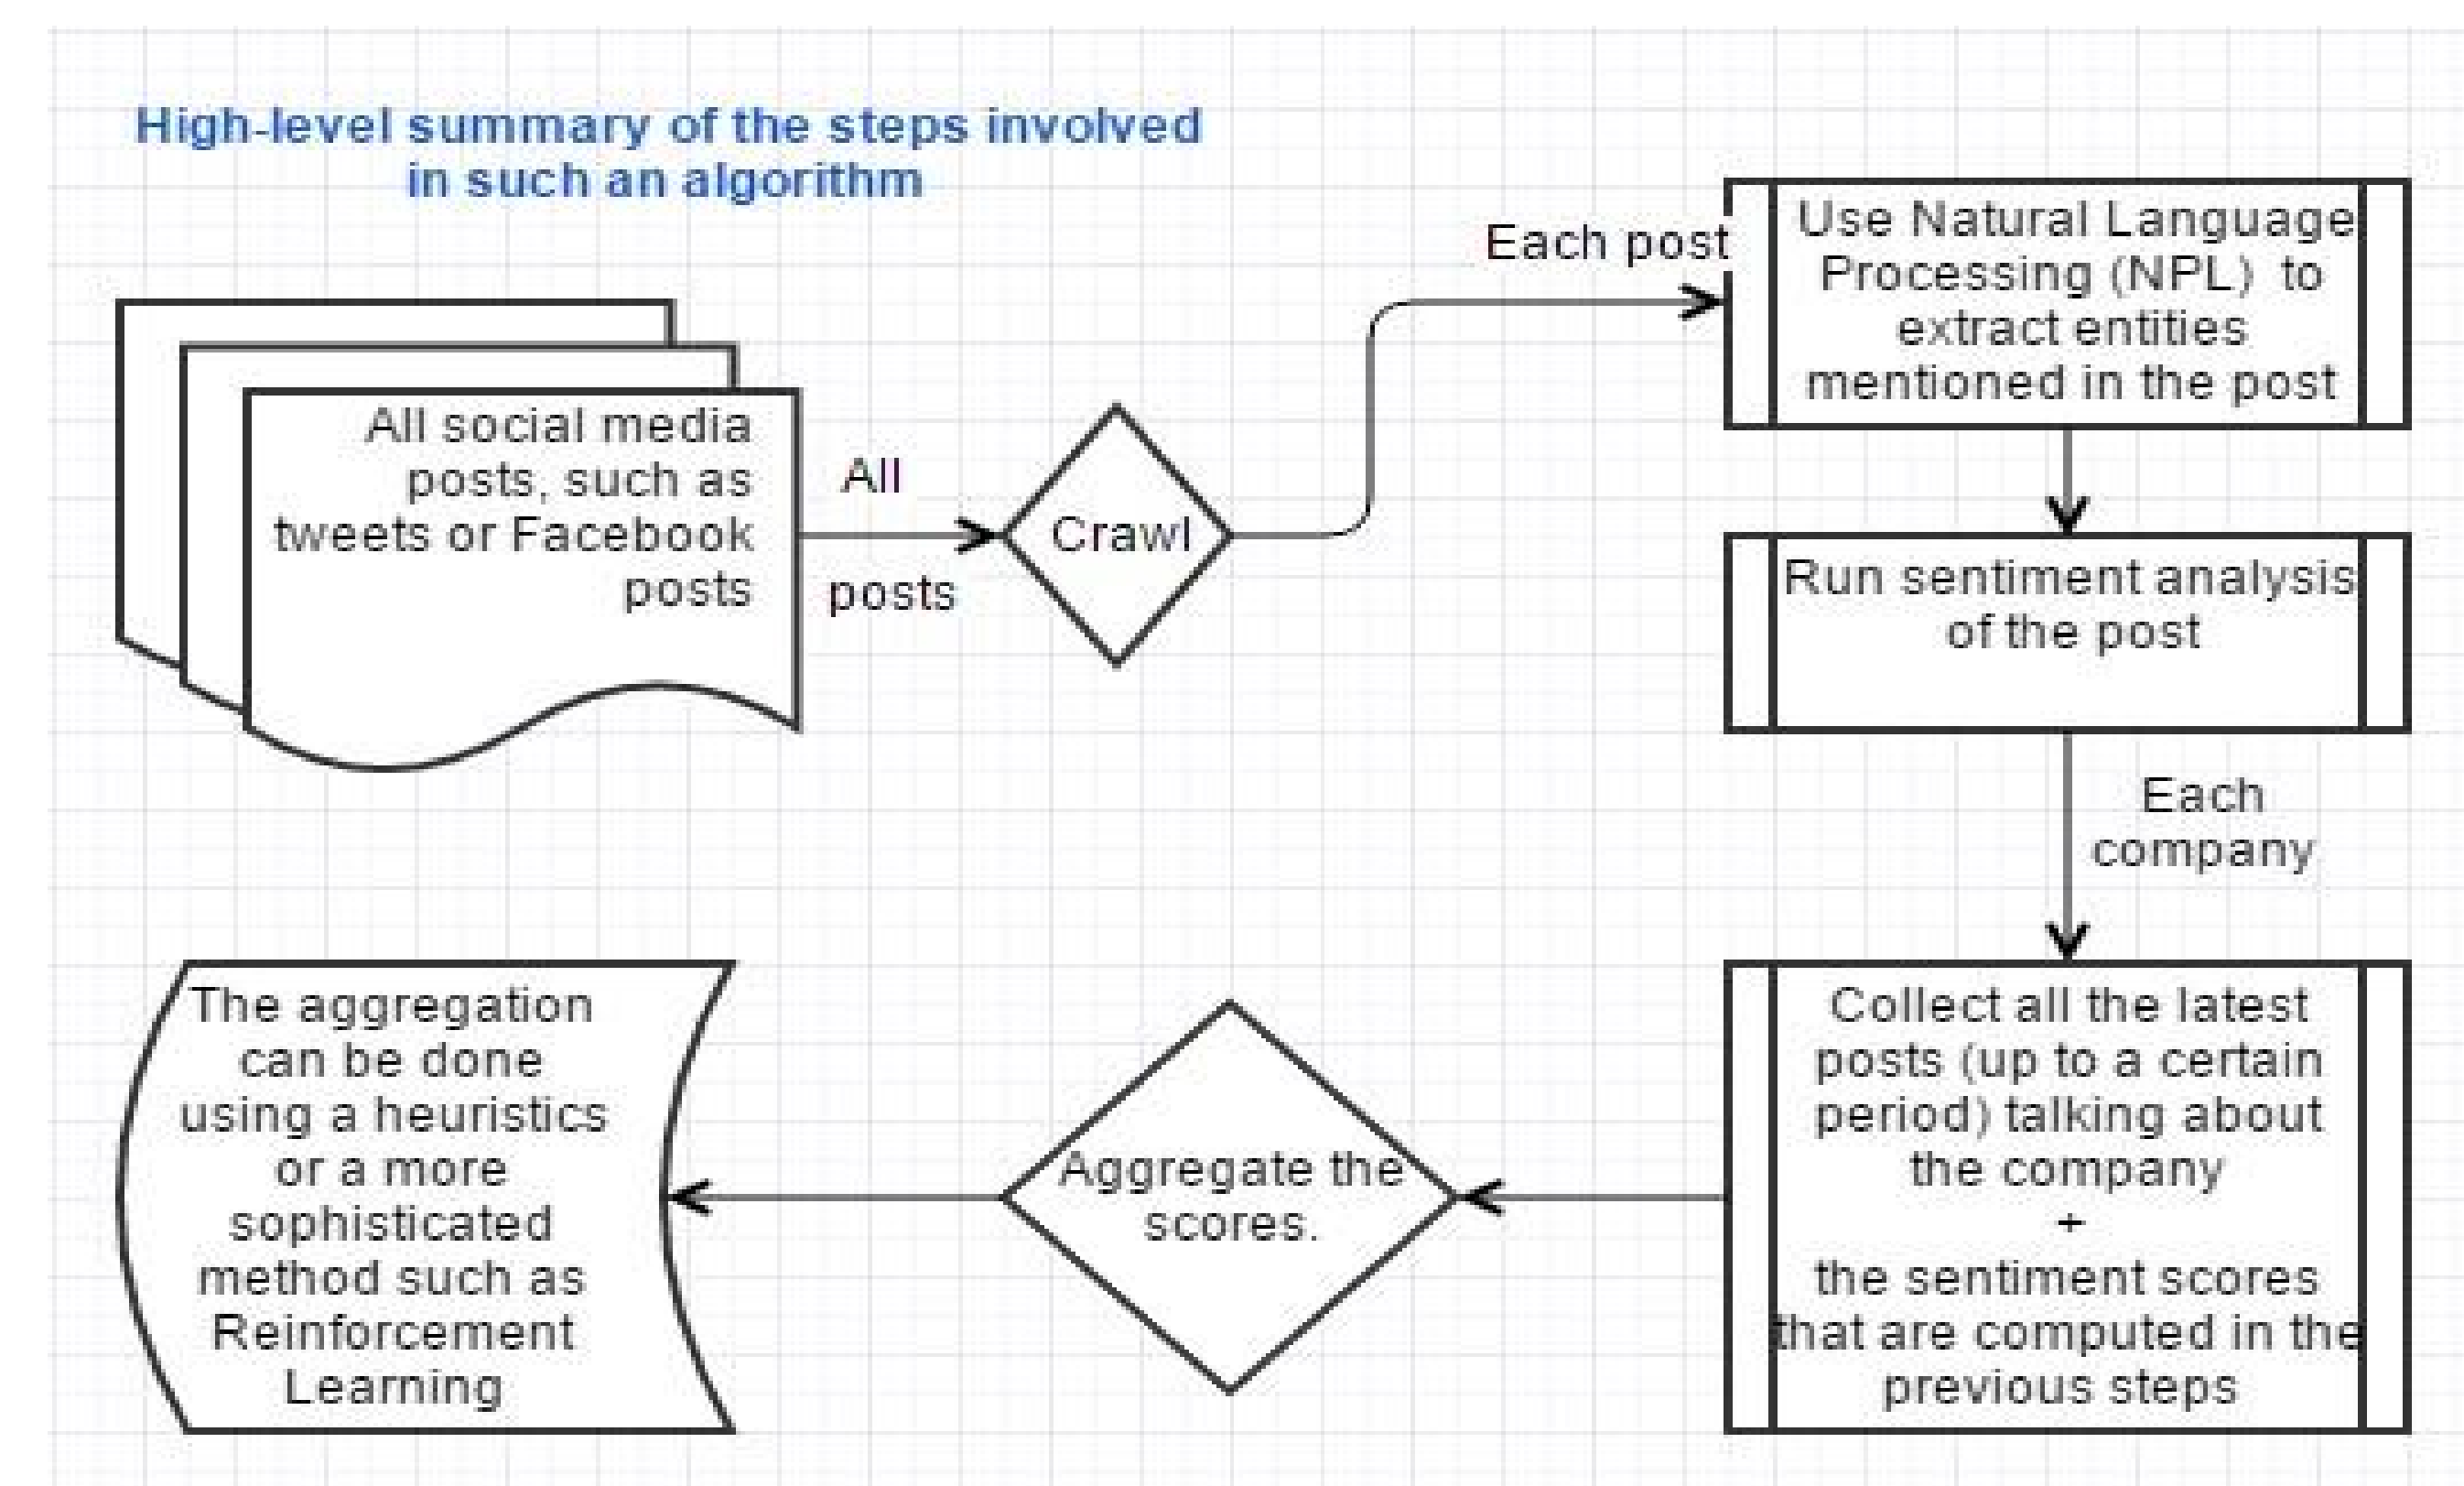 High-level summary of the steps involved
in such an algorithm
All social media
posts, such as
tweets or Facebook
posts
All
posts
Crawl
Each post
Use Natural Language
Processing (NPL) to
extract entities
mentioned in the post
Run sentiment analysis
of the post
Each
company
Collect all the latest
posts (up to a certain
period) talking about
the company
+
the sentiment scores
that are computed in the
previous steps
Aggregate the
scores.
The aggregation
can be done
using a heuristics
or a more
sophisticated
method such as
Reinforcement
Learning